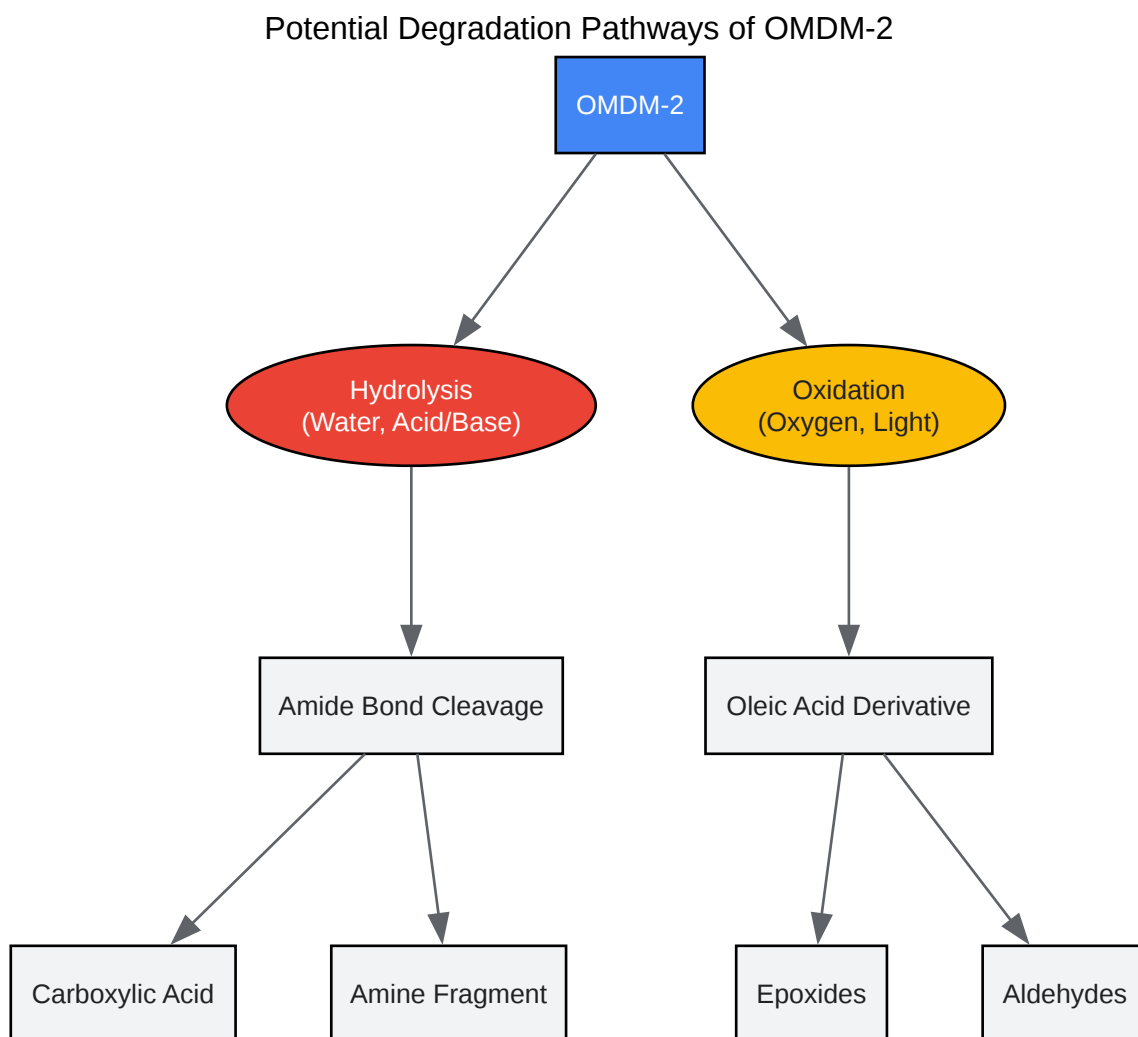 Potential Degradation Pathways of OMDM-2
OMDM-2
Hydrolysis
(Water, Acid/Base)
Oxidation
(Oxygen, Light)
Amide Bond Cleavage
Oleic Acid Derivative
Carboxylic Acid
Amine Fragment
Epoxides
Aldehydes